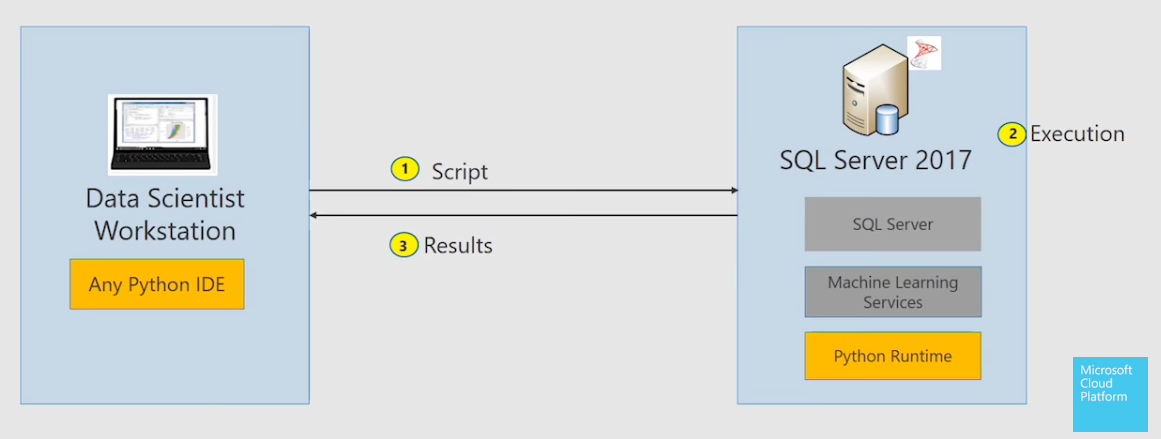 Data Scientist
Workstation
Any Python IDE
1 Script
3 Results
SQL Server 2017
2 Execution
SQL Server
Machine Learning
Services
Python Runtime
Microsoft
Cloud
Platform